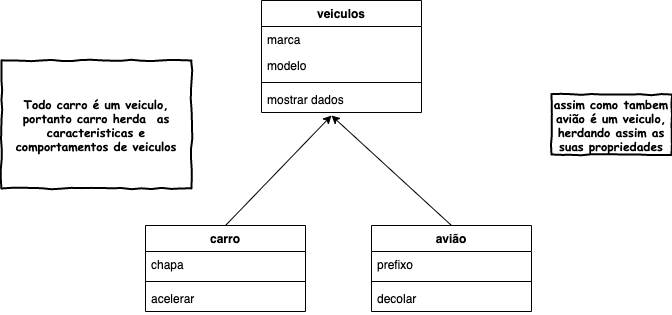 veiculos
marca
modelo
mostrar dados
Todo carro é um veiculo,
portanto carro herda as
caracteristicas e
comportamentos de veiculos
assim como tambem
avião é um veiculo,
herdando assim as
suas propriedades
carro
chapa
acelerar
avião
prefixo
decolar